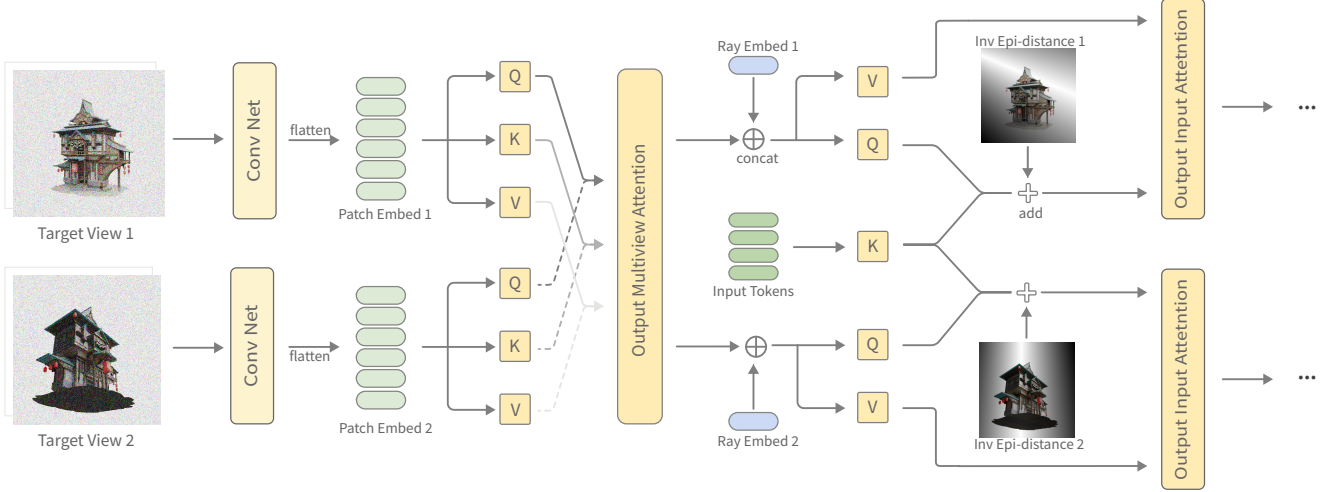 Target View 1
Conv Net
flatten
Patch Embed 1
Q
K
V
Target View 2
Conv Net
flatten
Patch Embed 2
Q
K
V
Output Multiview Attention
Ray Embed 1
concat
V
Q
Input Tokens
K
Q
V
Ray Embed 2
Inv Epi-distance 1
add
Inv Epi-distance 2
Output Input Attetntion
...
Output Input Attetntion
...